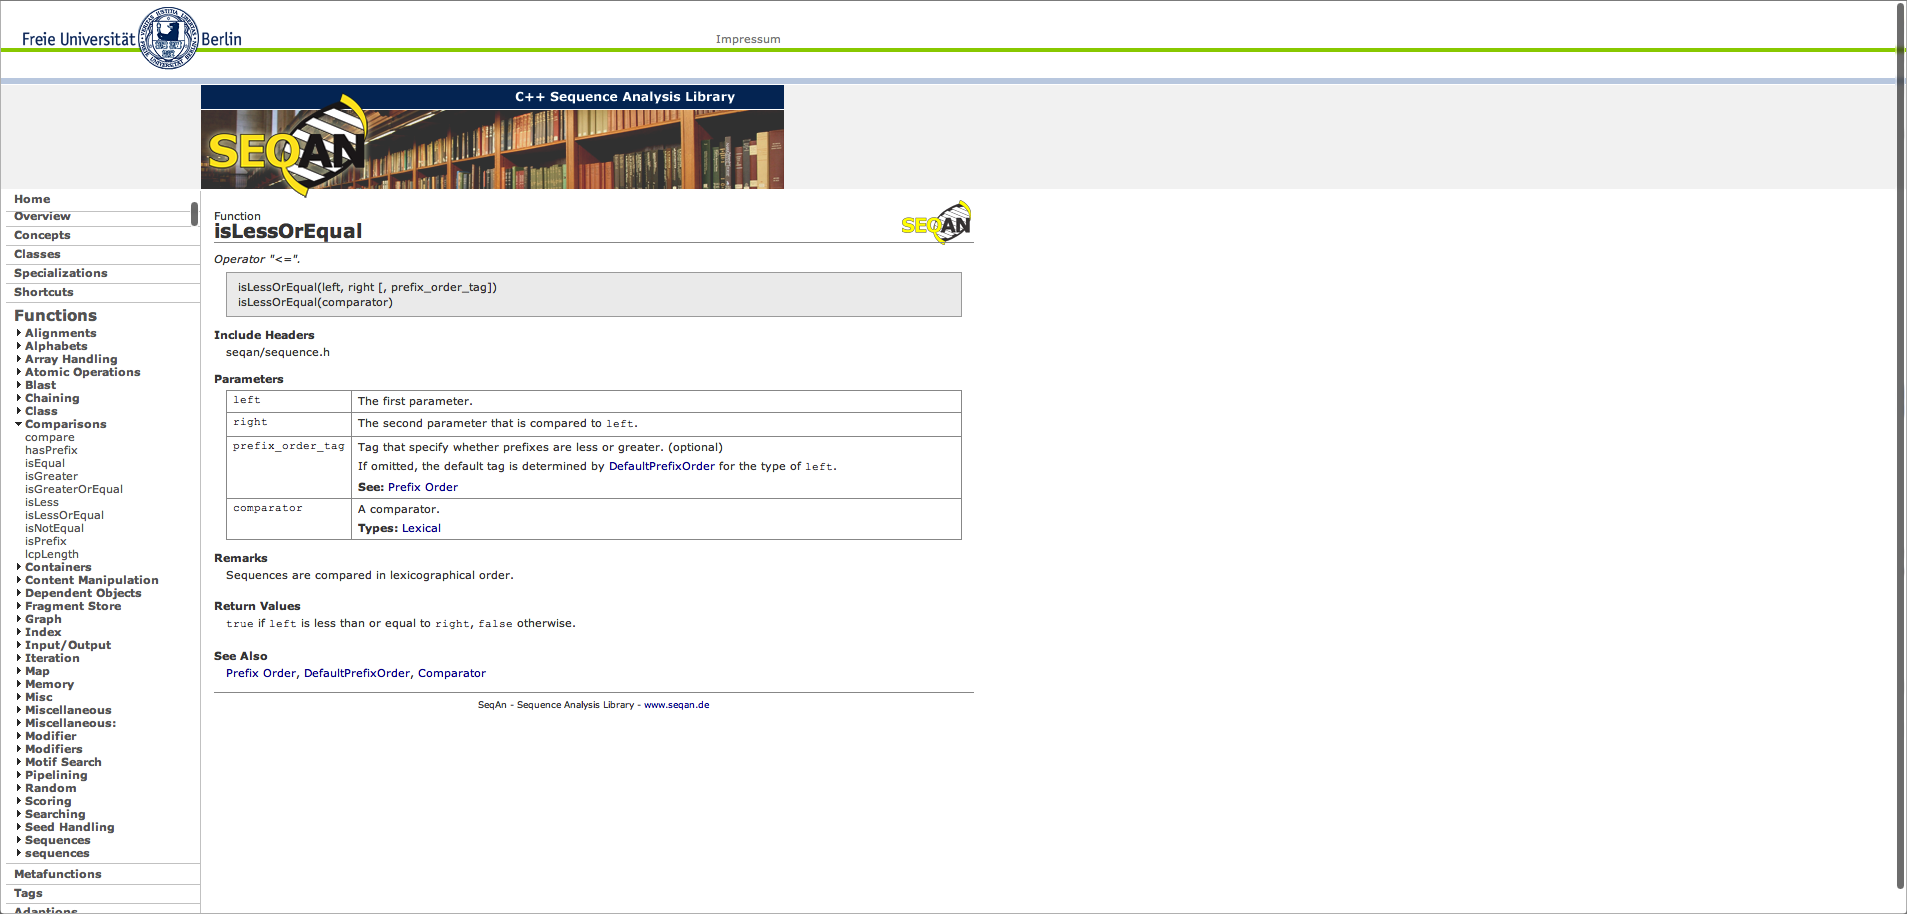 Freie Universität Berlin
Impressum
C++ Sequence Analysis Library
SEQAN
Home
Overview
Concepts
Classes
Specializations
Shortcuts
Functions
Alignments
Alphabets
Array Handling
Atomic Operations
Blast
Chaining
Class
Comparisons
compare
hasPrefix
isEqual
isGreater
isGreaterOrEqual
isLess
isLessOrEqual
isNotEqual
isPrefix
lcpLength
Containers
Content Manipulation
Dependent Objects
Fragment Store
Graph
Index
Input/Output
Iteration
Map
Memory
Misc
Miscellaneous
Miscellaneous:
Modifier
Modifiers
Motif Search
Pipelining
Random
Scoring
Searching
Seed Handling
Sequences
sequences
Metafunctions
Tags
Adaptions
Function
isLessOrEqual
SEQAN
Operator "<=".
isLessOrEqual(left, right [, prefix_order_tag])
isLessOrEqual(comparator)
Include Headers
seqan/sequence.h
Parameters
left The first parameter.
right The second parameter that is compared to left.
prefix_order_tag Tag that specify whether prefixes are less or greater. (optional)
If omitted, the default tag is determined by DefaultPrefixOrder for the type of left.
See: Prefix Order
comparator A comparator.
Types: Lexical
Remarks
Sequences are compared in lexicographical order.
Return Values
true if left is less than or equal to right, false otherwise.
See Also
Prefix Order, DefaultPrefixOrder, Comparator
SeqAn - Sequence Analysis Library - www.seqan.de